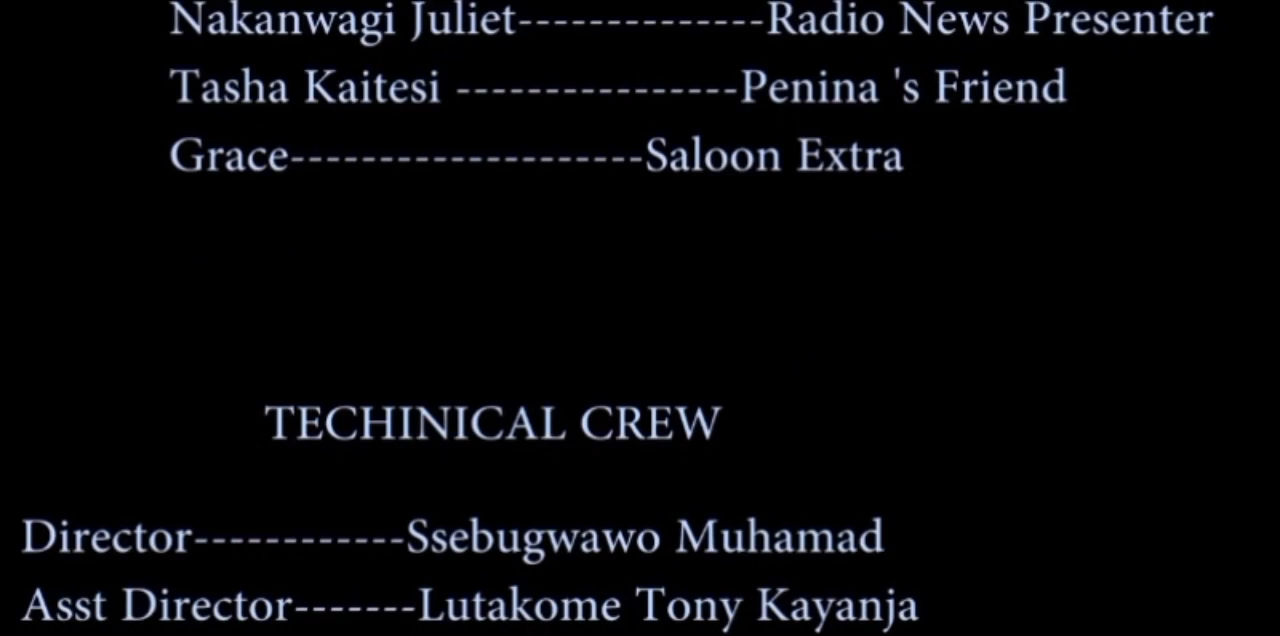 Nakanwagi Juliet--------------Radio News Presenter
Tasha Kaitesi ----------------Penina 's Friend
Grace--------------------Saloon Extra
TECHINICAL CREW
Director------------Ssebugwawo Muhamad
Asst Director-------Lutakome Tony Kayanja